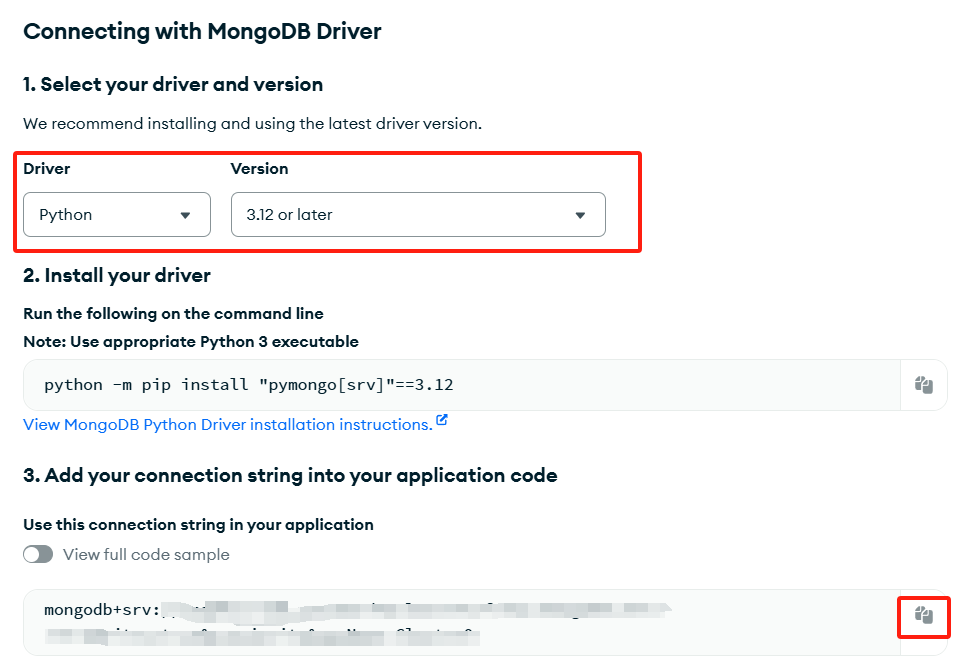 Connecting with MongoDB Driver
1. Select your driver and version
We recommend installing and using the latest driver version.
Driver Version
Python 3.12 or later
2. Install your driver
Run the following on the command line
Note: Use appropriate Python 3 executable
python -m pip install "pymongo[srv]"==3.12
View MongoDB Python Driver installation instructions.
3. Add your connection string into your application code
Use this connection string in your application
View full code sample
mongodb+srv: